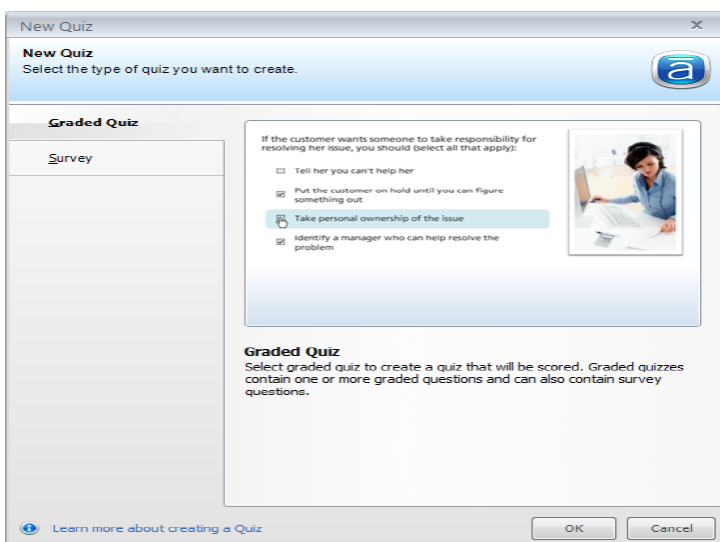 New Quiz
New Quiz
Select the type of quiz you want to create.
Graded Quiz
Survey
If the customer wants someone to take responsibility for
resolving her issue, you should (select all that apply):
Tell her you can't help her
Put the customer on hold until you can figure
something out
Take personal ownership of the issue
Identify a manager who can help resolve the
problem
Graded Quiz
Select graded quiz to create a quiz that will be scored. Graded quizzes
contain one or more graded questions and can also contain survey
questions.
Learn more about creating a Quiz
OK
Cancel